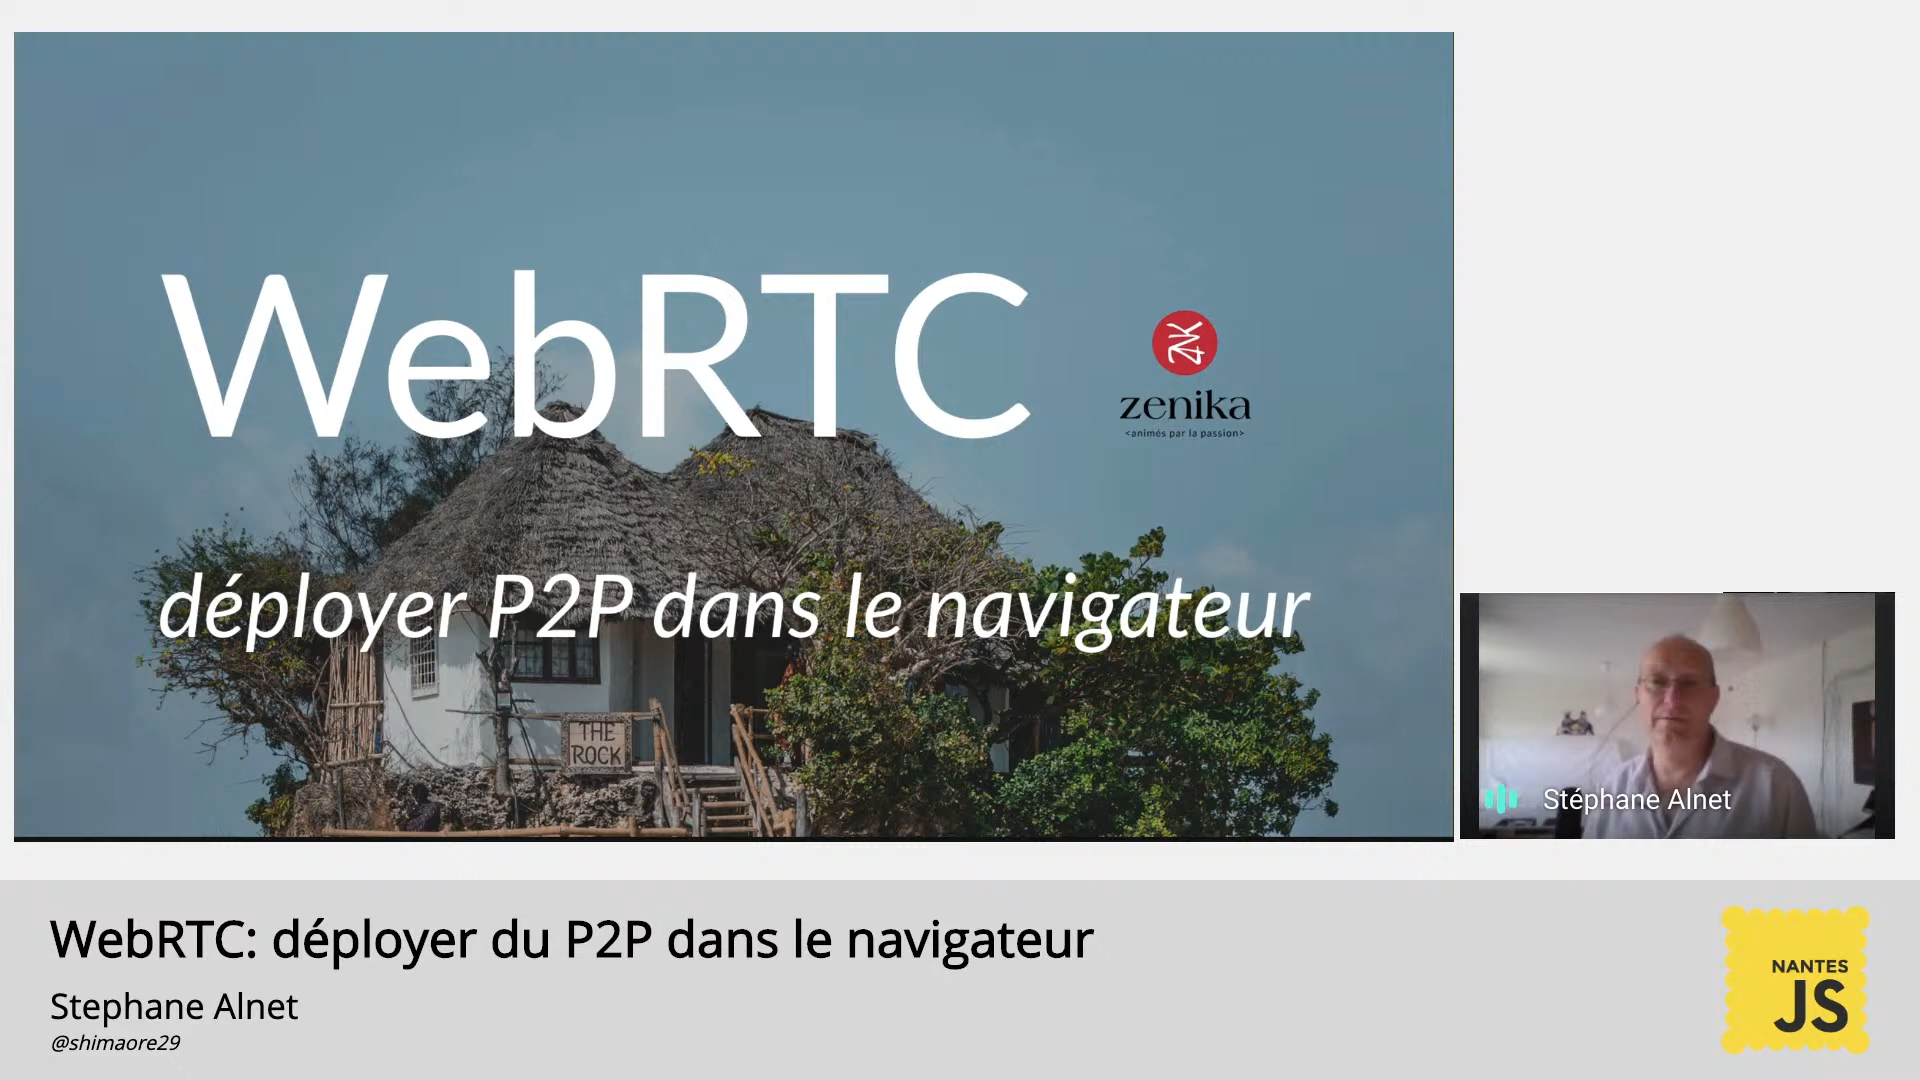 WebRTC
zenika
<animés par la passion>
déployer P2P dans le navigateur
THE
ROCK
Stéphane Alnet
WebRTC: déployer du P2P dans le navigateur
Stephane Alnet
@shimaore29
NANTES
JS